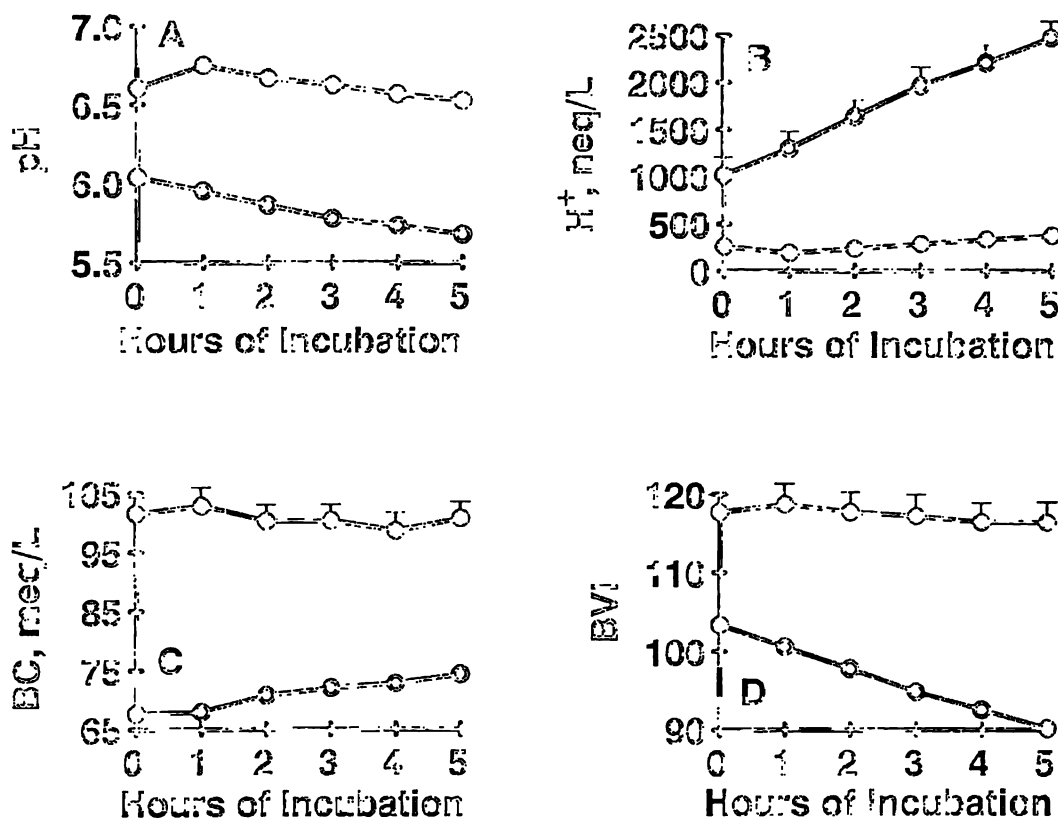 A
pH
7.0
6.5
6.0
5.5
0 1 2 3 4 5
Hours of Incubation
B
H+, neq/L
2500
2000
1500
1000
500
0
0 1 2 3 4 5
Hours of Incubation
C
BC, meq/L
105
95
85
75
65
0 1 2 3 4 5
Hours of Incubation
D
BVI
120
110
100
90
0 1 2 3 4 5
Hours of Incubation